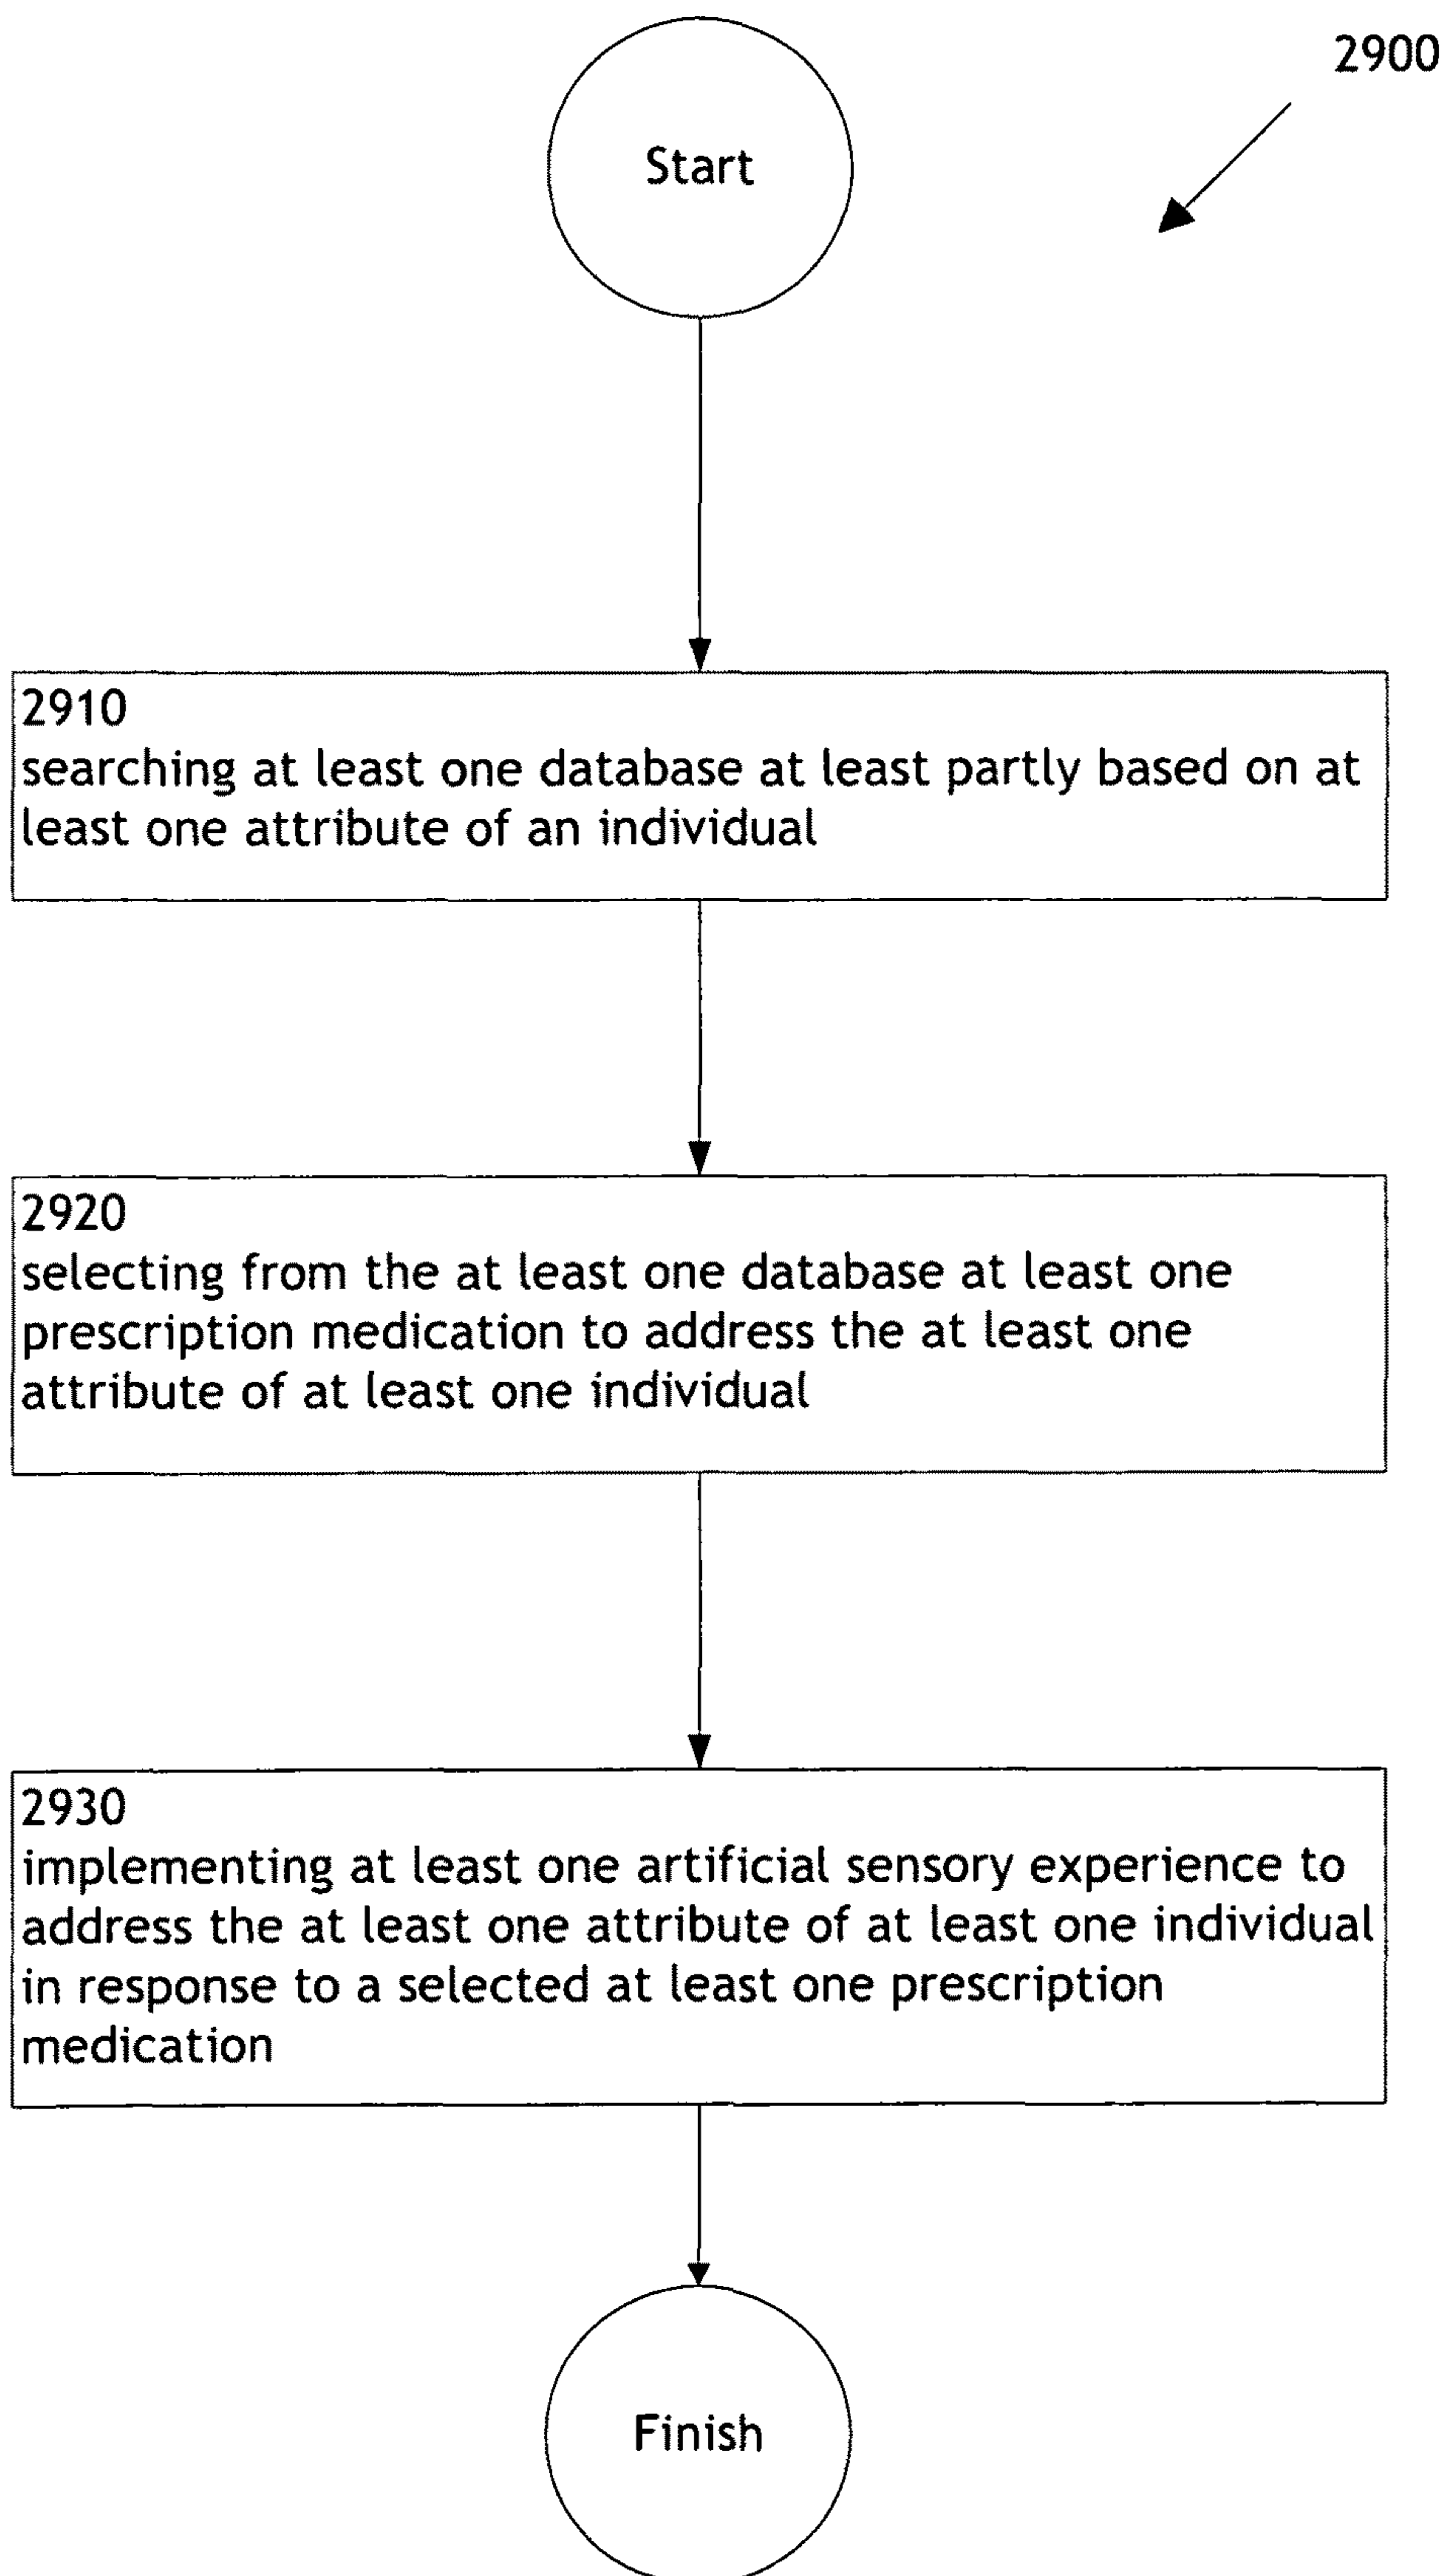 2900
Start
2910
searching at least one database at least partly based on at
least one attribute of an individual
2920
selecting from the at least one database at least one
prescription medication to address the at least one
attribute of at least one individual
2930
implementing at least one artificial sensory experience to
address the at least one attribute of at least one individual
in response to a selected at least one prescription
medication
Finish